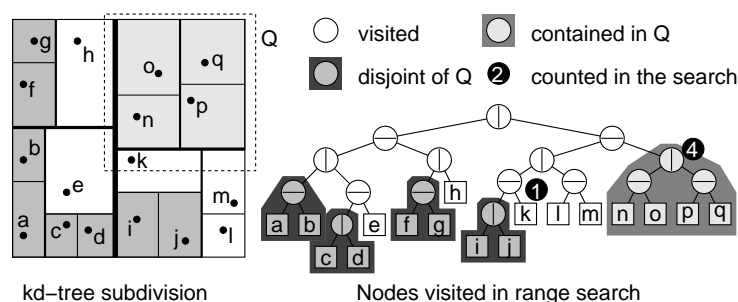 g
h
f
o
q
n
p
Q
b
k
e
m
a
c
d
i
j
l
visited
contained in Q
disjoint of Q
2 counted in the search
4
1
h
k
l
m
n o p q
a b
e
f g
i j
c d
kd–tree subdivision
Nodes visited in range search